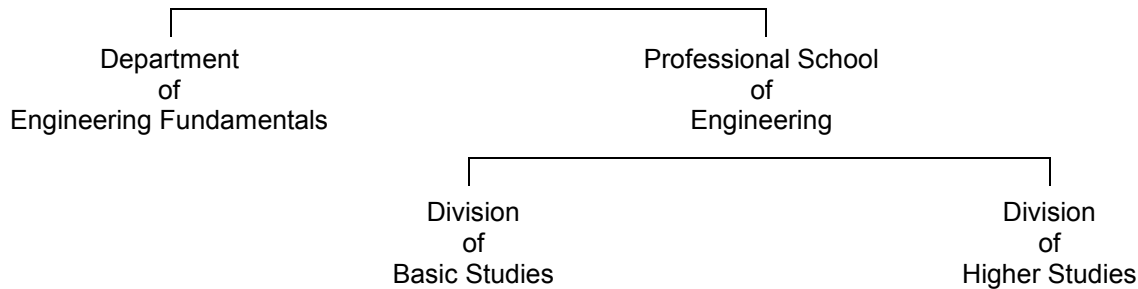 Department
of
Engineering Fundamentals
Professional School
of
Engineering
Division
of
Basic Studies
Division
of
Higher Studies